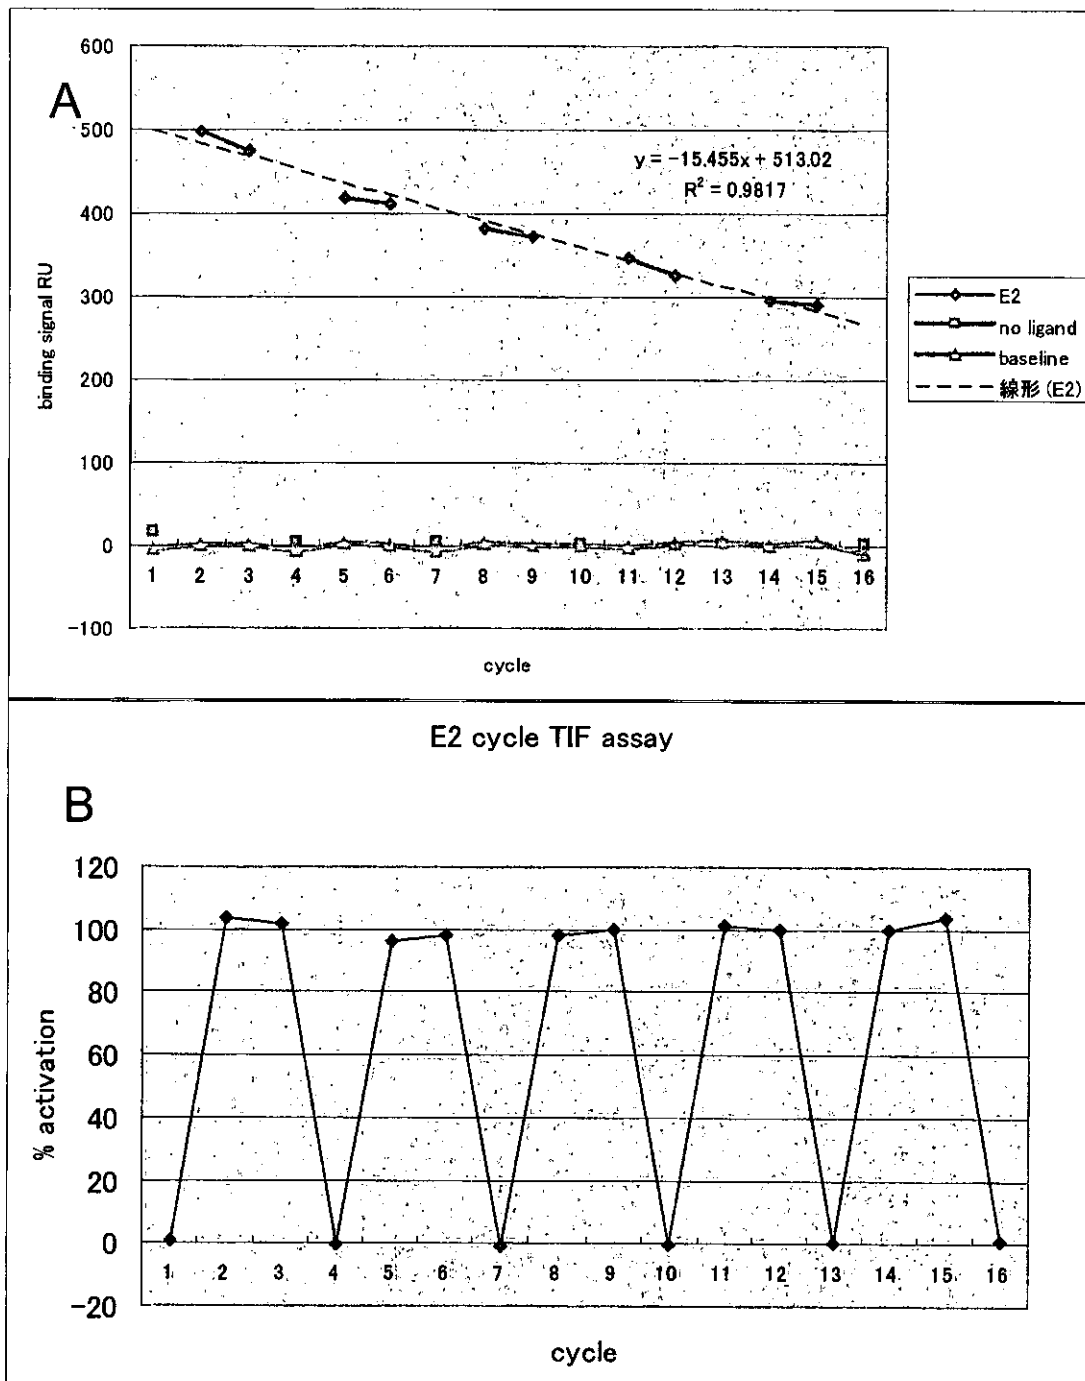 A
600
500
400
300
200
100
0
-100
binding signal RU
y = -15.455x + 513.02
R² = 0.9817
1 2 3 4 5 6 7 8 9 10 11 12 13 14 15 16
cycle
E2
no ligand
baseline
線形 (E2)
E2 cycle TIF assay
B
120
100
80
60
40
20
0
-20
% activation
1 2 3 4 5 6 7 8 9 10 11 12 13 14 15 16
cycle